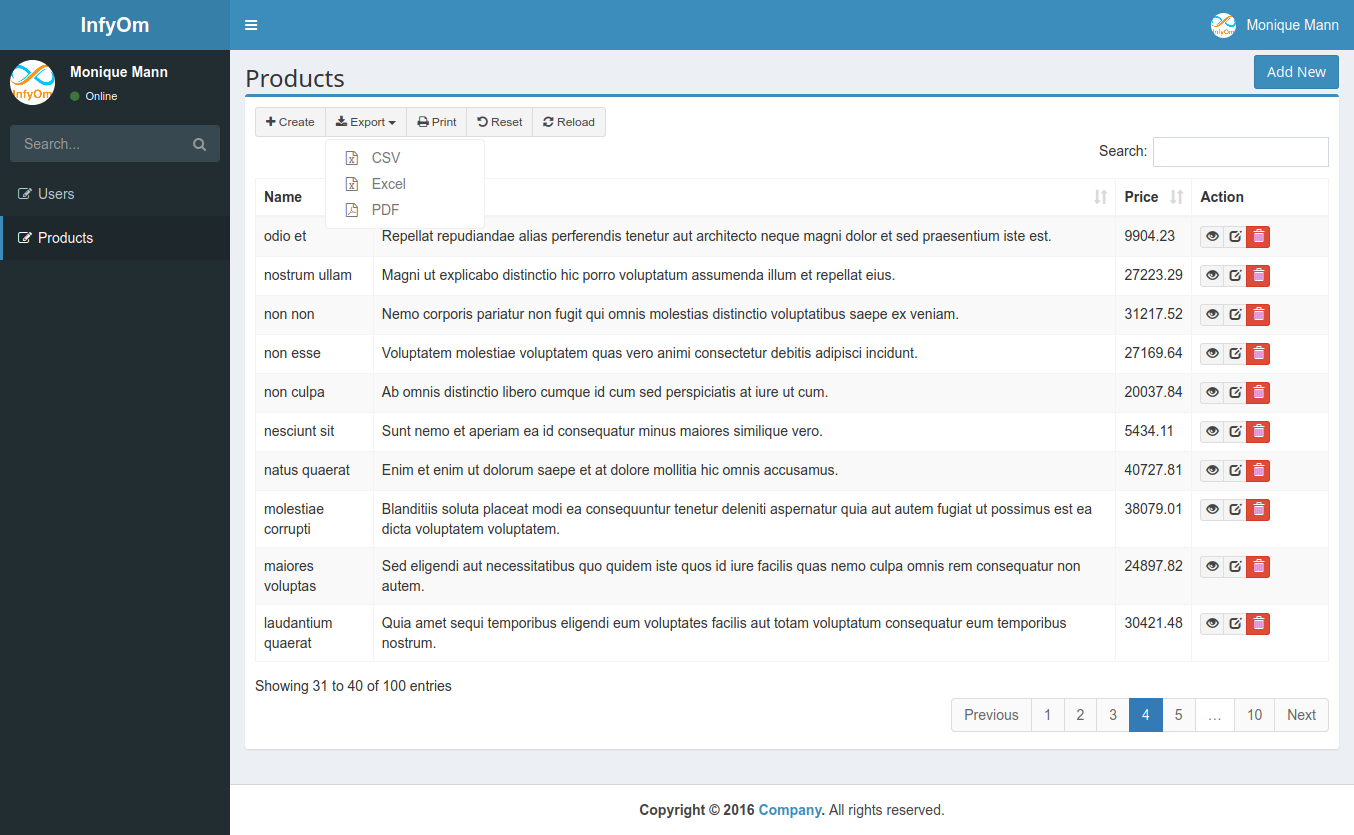 InfyOm
Monique Mann
InfyOm
Monique Mann
Online
Search...
Users
Products
Products
Add New
Create Export Print Reset Reload
CSV
Excel
PDF
Search:
Name Price Action
odio et Repellat repudiandae alias perferendis tenetur aut architecto neque magni dolor et sed praesentium iste est. 9904.23
nostrum ullam Magni ut explicabo distinctio hic porro voluptatum assumenda illum et repellat eius. 27223.29
non non Nemo corporis pariatur non fugit qui omnis molestias distinctio voluptatibus saepe ex veniam. 31217.52
non esse Voluptatem molestiae voluptatem quas vero animi consectetur debitis adipisci incidunt. 27169.64
non culpa Ab omnis distinctio libero cumque id cum sed perspiciatis at iure ut cum. 20037.84
nesciunt sit Sunt nemo et aperiam ea id consequatur minus maiores similique vero. 5434.11
natus quaerat Enim et enim ut dolorum saepe et at dolore mollitia hic omnis accusamus. 40727.81
molestiae Blanditiis soluta placeat modi ea consequuntur tenetur deleniti aspernatur quia aut autem fugiat ut possimus est ea 38079.01
corrupti dicta voluptatem voluptatem.
maiores Sed eligendi aut necessitatibus quo quidem iste quos id iure facilis quas nemo culpa omnis rem consequatur non 24897.82
voluptas autem.
laudantium Quia amet sequi temporibus eligendi eum voluptates facilis aut totam voluptatum consequatur eum temporibus 30421.48
quaerat nostrum.
Showing 31 to 40 of 100 entries
Previous 1 2 3 4 5 … 10 Next
Copyright © 2016 Company. All rights reserved.